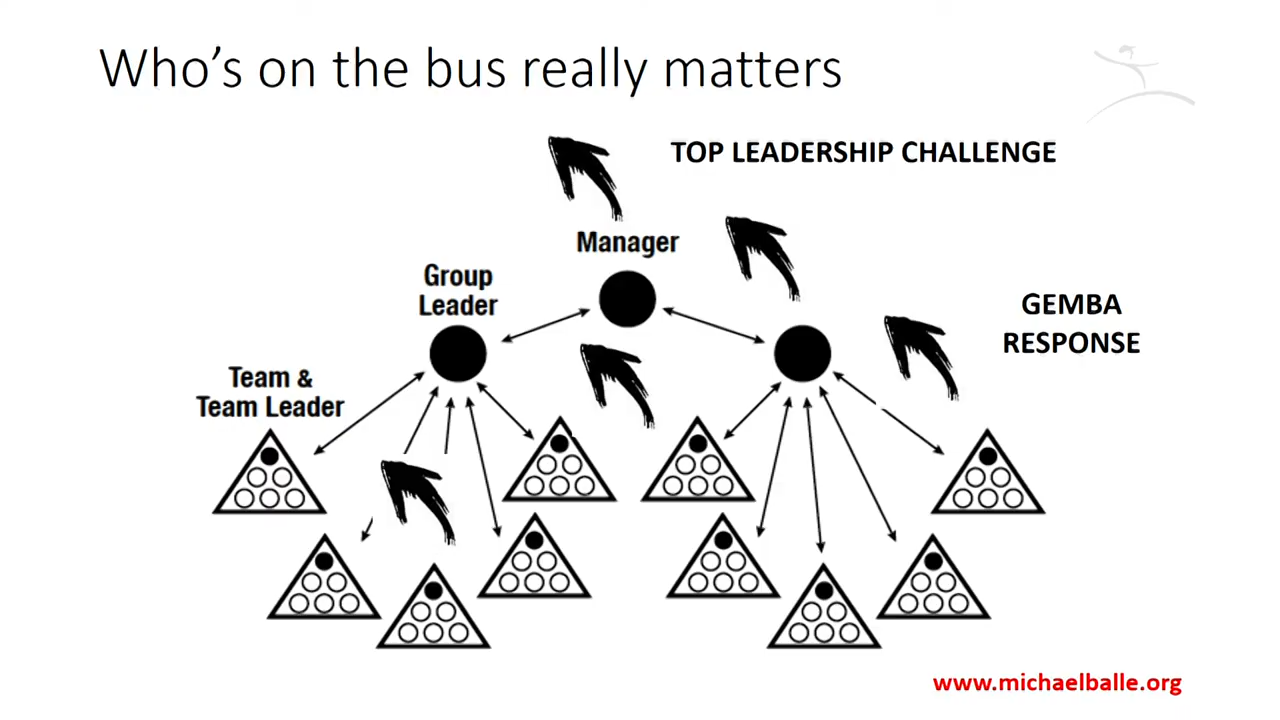 Who’s on the bus really matters
TOP LEADERSHIP CHALLENGE
Manager
Group
Leader
GEMBA
RESPONSE
Team &
Team Leader
www.michaelballe.org